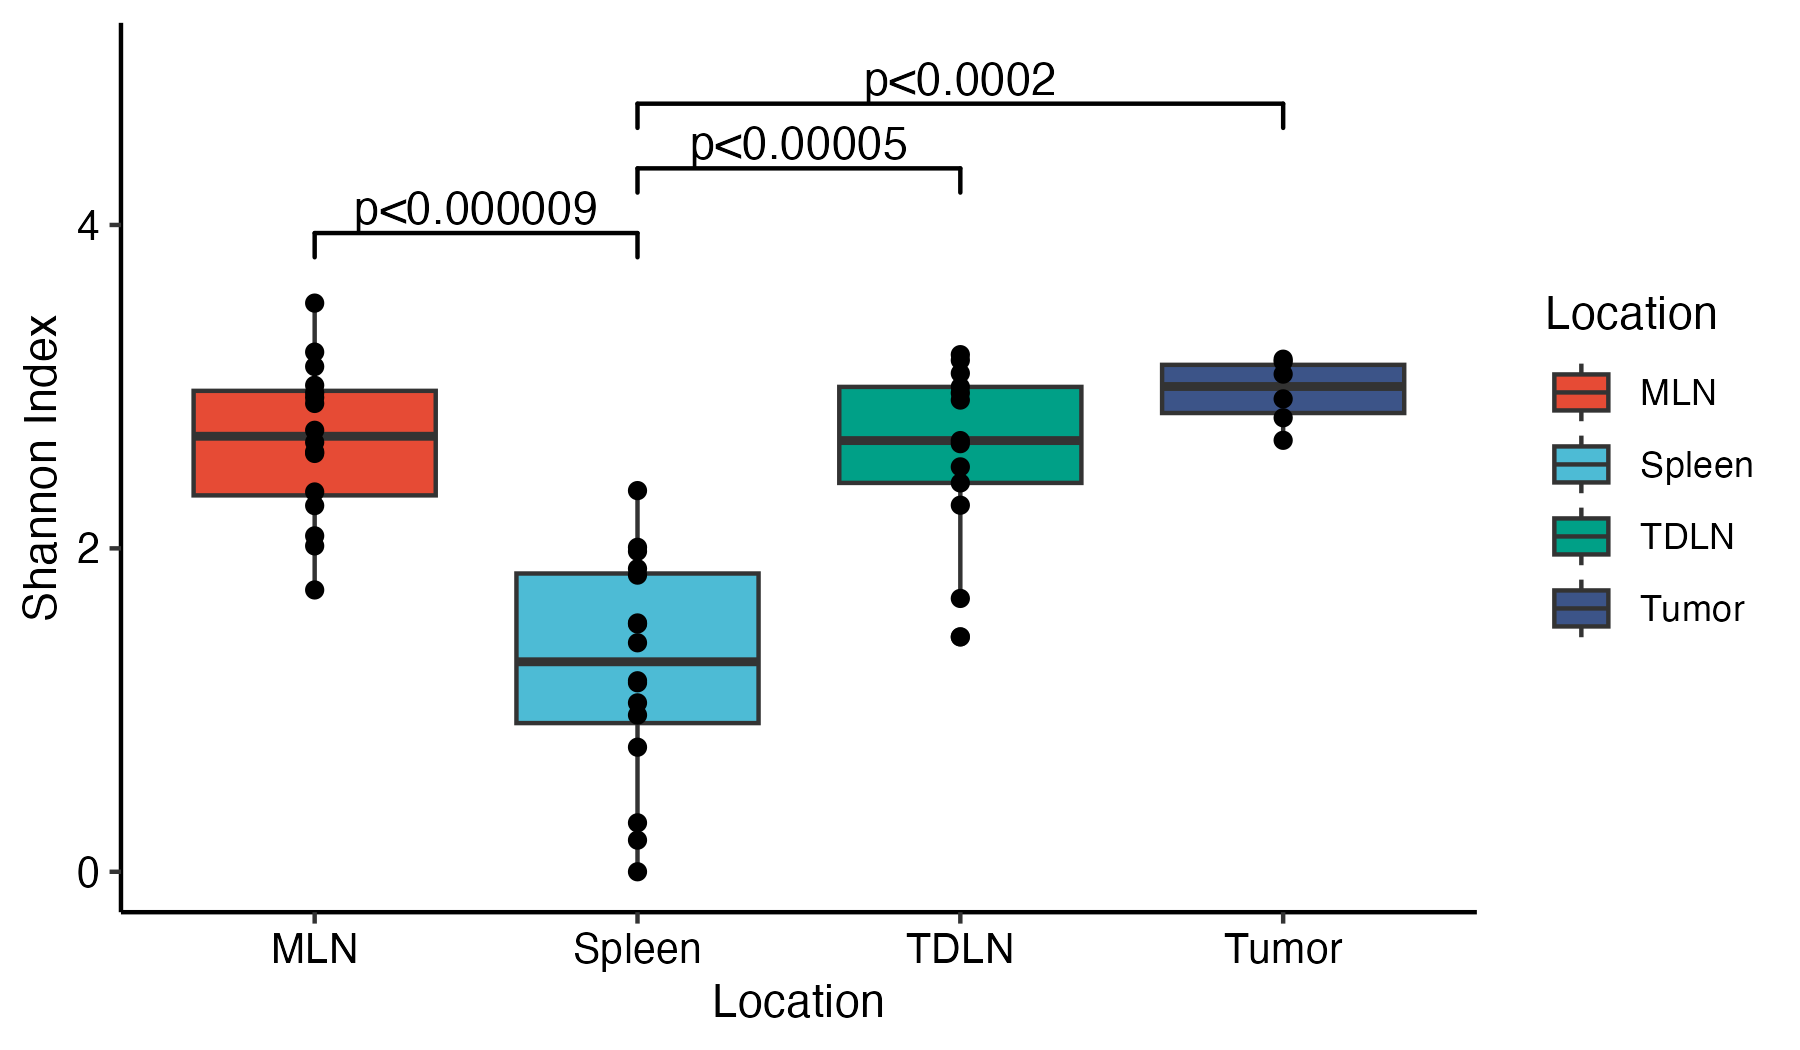 p<0.0002
p<0.00005
p<0.000009
4
2
0
Shannon Index
MLN
Spleen
TDLN
Tumor
Location
Location
MLN
Spleen
TDLN
Tumor